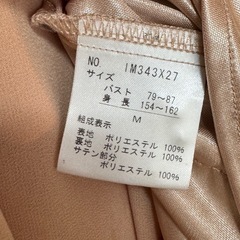 NO. IM343X27
サイズ
バスト 79~87
身長 154~162
M
組成表示
表地 ポリエステル 100%
裏地 ポリエステル 100%
サテン部分
ポリエステル 100%